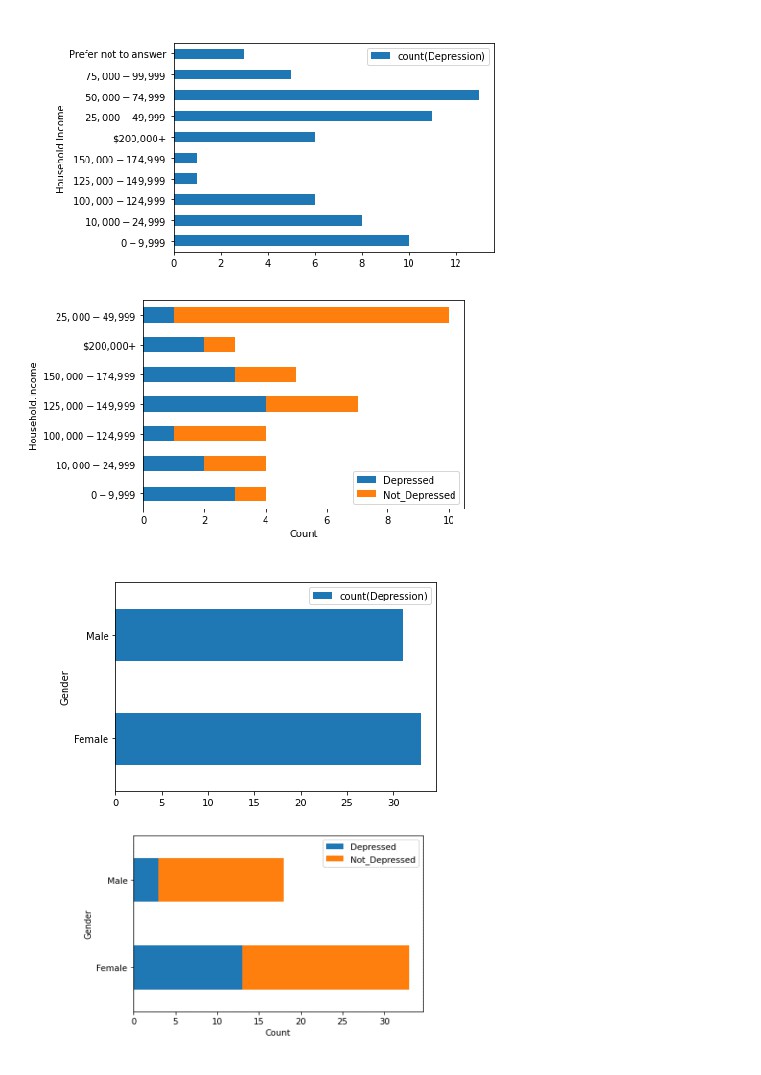 Prefer not to answer
count(Depression)
75,000 − 99,999
50,000 − 74,999
25,000 49,999
$200,000+
150,000 − 174,999
125,000 − 149,999
100,000 − 124,999
10,000 − 24,999
0 − 9,999
Household Income
0 2 4 6 8 10 12
25,000 − 49,999
$200,000+
150,000 − 174,999
125,000 − 149,999
100,000 − 124,999
10,000 − 24,999
0 − 9,999
Household.Income
Depressed
Not_Depressed
0 2 4 6 8 10
Count
count(Depression)
Male
Female
Gender
0 5 10 15 20 25 30
Depressed
Not_Depressed
Male
Female
Gender
0 5 10 15 20 25 30
Count